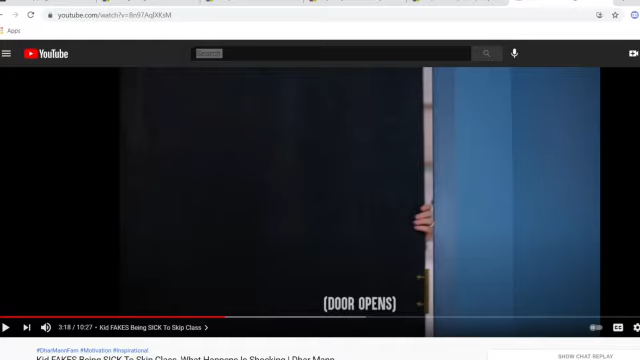 youtube.com/watch?v=8n97AqlXKsM
Apps
YouTube
Search
(DOOR OPENS)
3:18 / 10:27 • Kid FAKES Being SICK To Skip Class >
#DharMannFam #Motivation #Inspirational
Kid FAKES Being SICK To Skip Class, What Happens Is Shocking | Dhar Mann
SHOW CHAT REPLAY